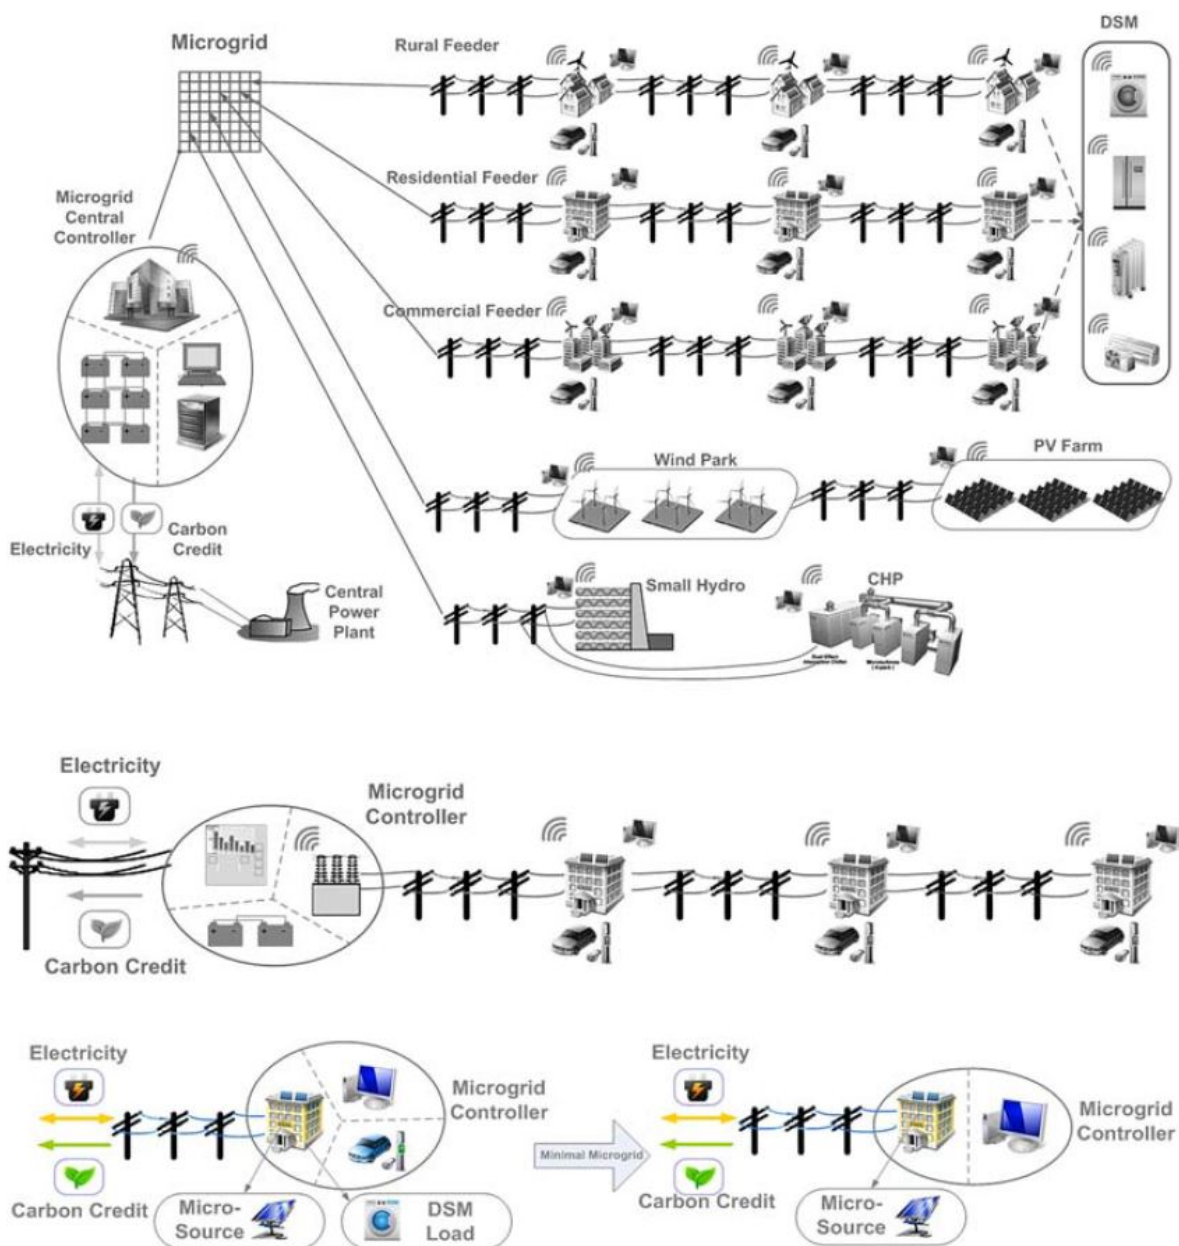 Microgrid
Rural Feeder
DSM
Residential Feeder
Microgrid
Central
Controller
Commercial Feeder
Wind Park
PV Farm
Electricity
Carbon
Credit
Central
Power
Plant
Small Hydro
CHP
Electricity
Microgrid
Controller
Carbon Credit
Electricity
Microgrid
Controller
Carbon Credit
Micro-
Source
DSM
Load
Minimal Microgrid
Electricity
Microgrid
Controller
Carbon Credit
Micro-
Source